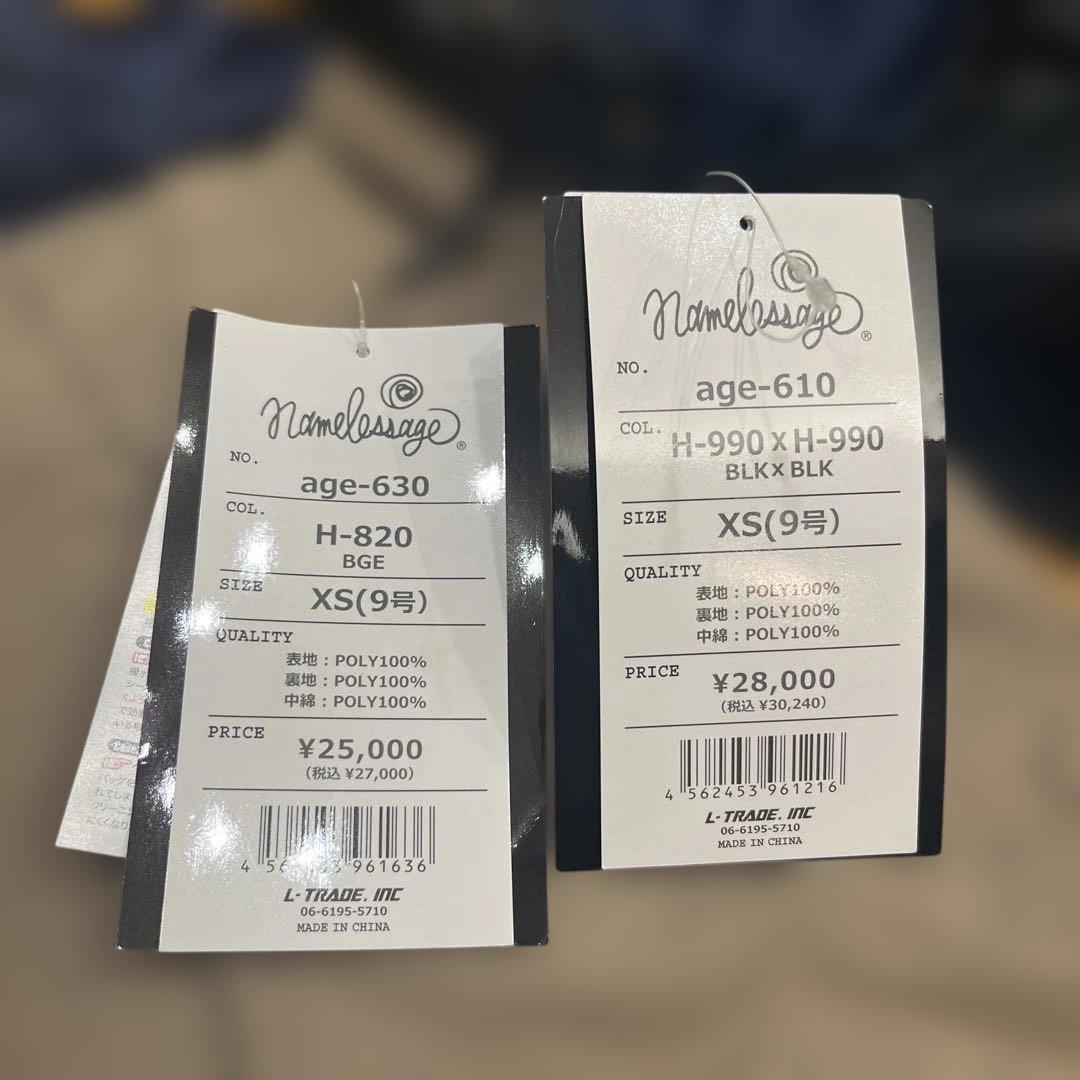 namelessage®
NO.
age-630
COL.
H-820
BGE
SIZE
XS(9号)
QUALITY
表地：POLY100%
裏地：POLY100%
中綿：POLY100%
PRICE
¥25,000
(税込 ¥27,000)
961636
L-TRADE. INC
06-6195-5710
MADE IN CHINA
namelessage®
NO.
age-610
COL.
H-990 x H-990
BLK x BLK
SIZE
XS(9号)
QUALITY
表地：POLY100%
裏地：POLY100%
中綿：POLY100%
PRICE
¥28,000
(税込 ¥30,240)
4 562453 961216
L-TRADE. INC
06-6195-5710
MADE IN CHINA